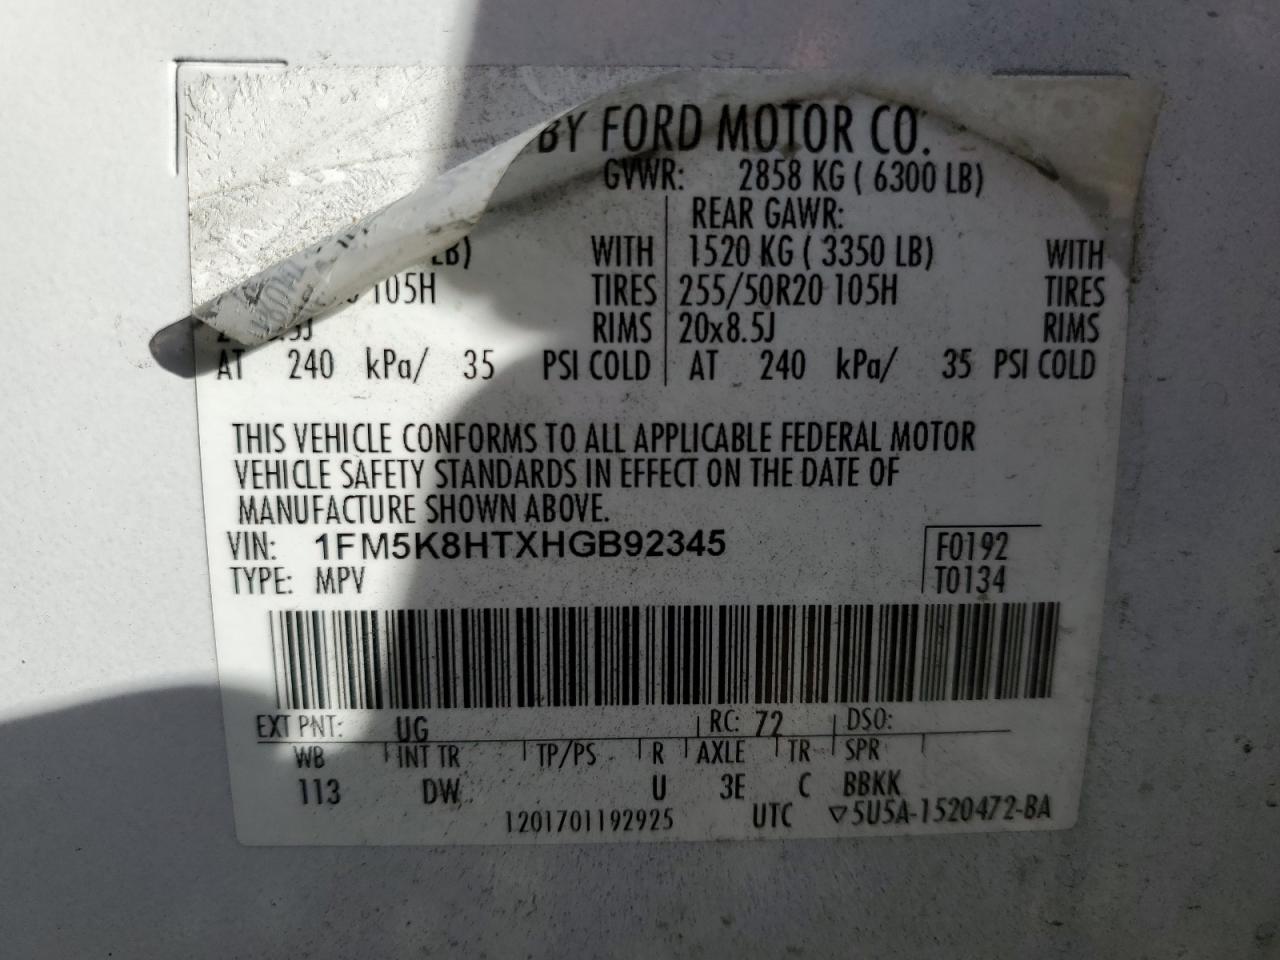 BY FORD MOTOR CO.
GVWR: 2858 KG ( 6300 LB)
REAR GAWR:
LB) WITH 1520 KG ( 3350 LB) WITH
105H TIRES 255/50R20 105H TIRES
RIMS 20x8.5J RIMS
AT 240 kPa/ 35 PSI COLD AT 240 kPa/ 35 PSI COLD
THIS VEHICLE CONFORMS TO ALL APPLICABLE FEDERAL MOTOR
VEHICLE SAFETY STANDARDS IN EFFECT ON THE DATE OF
MANUFACTURE SHOWN ABOVE.
VIN: 1FM5K8HTXHGB92345 F0192
TYPE: MPV T0134
EXT PNT: UG RC: 72 DSO:
WB INT TR TP/PS R AXLE TR SPR
113 DW U 3E C BBKK
1201701192925 UTC ▽5U5A-1520472-BA